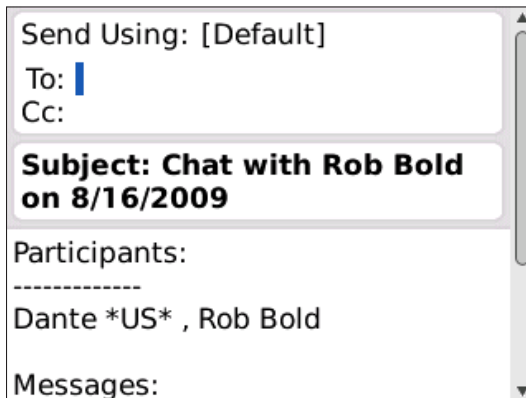 Send Using: [Default]
To:
Cc:
Subject: Chat with Rob Bold
on 8/16/2009
Participants:
-------------
Dante *US* , Rob Bold
Messages: